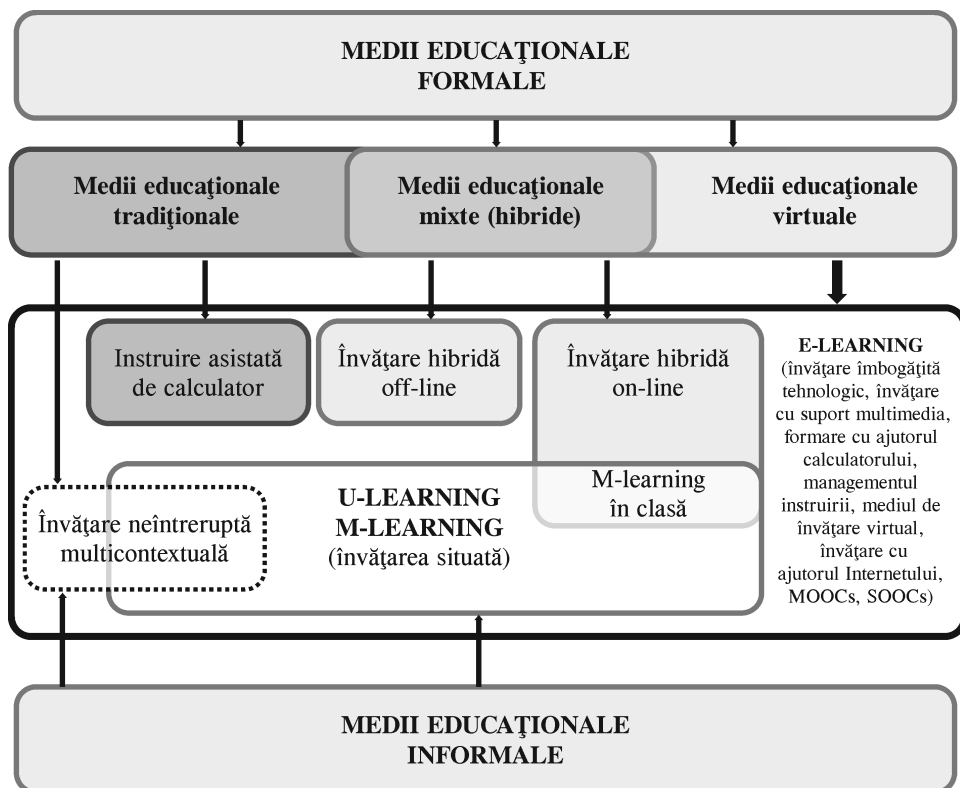 MEDII EDUCAŢIONALE
FORMALE
Medii educaţionale
tradiţionale
Medii educaţionale
mixte (hibride)
Medii educaţionale
virtuale
Instruire asistată
de calculator
Învăţare hibridă
off-line
Învăţare hibridă
on-line
E-LEARNING
(învăţare îmbogăţită
tehnologic, învăţare
cu suport multimedia,
formare cu ajutorul
calculatorului,
managementul
instruirii, mediul de
învăţare virtual,
învăţare cu
ajutorul Internetului,
MOOCs, SOOCs)
M-learning
în clasă
U-LEARNING
M-LEARNING
(învăţarea situată)
Învăţare neîntreruptă
multicontextuală
MEDII EDUCAŢIONALE
INFORMALE